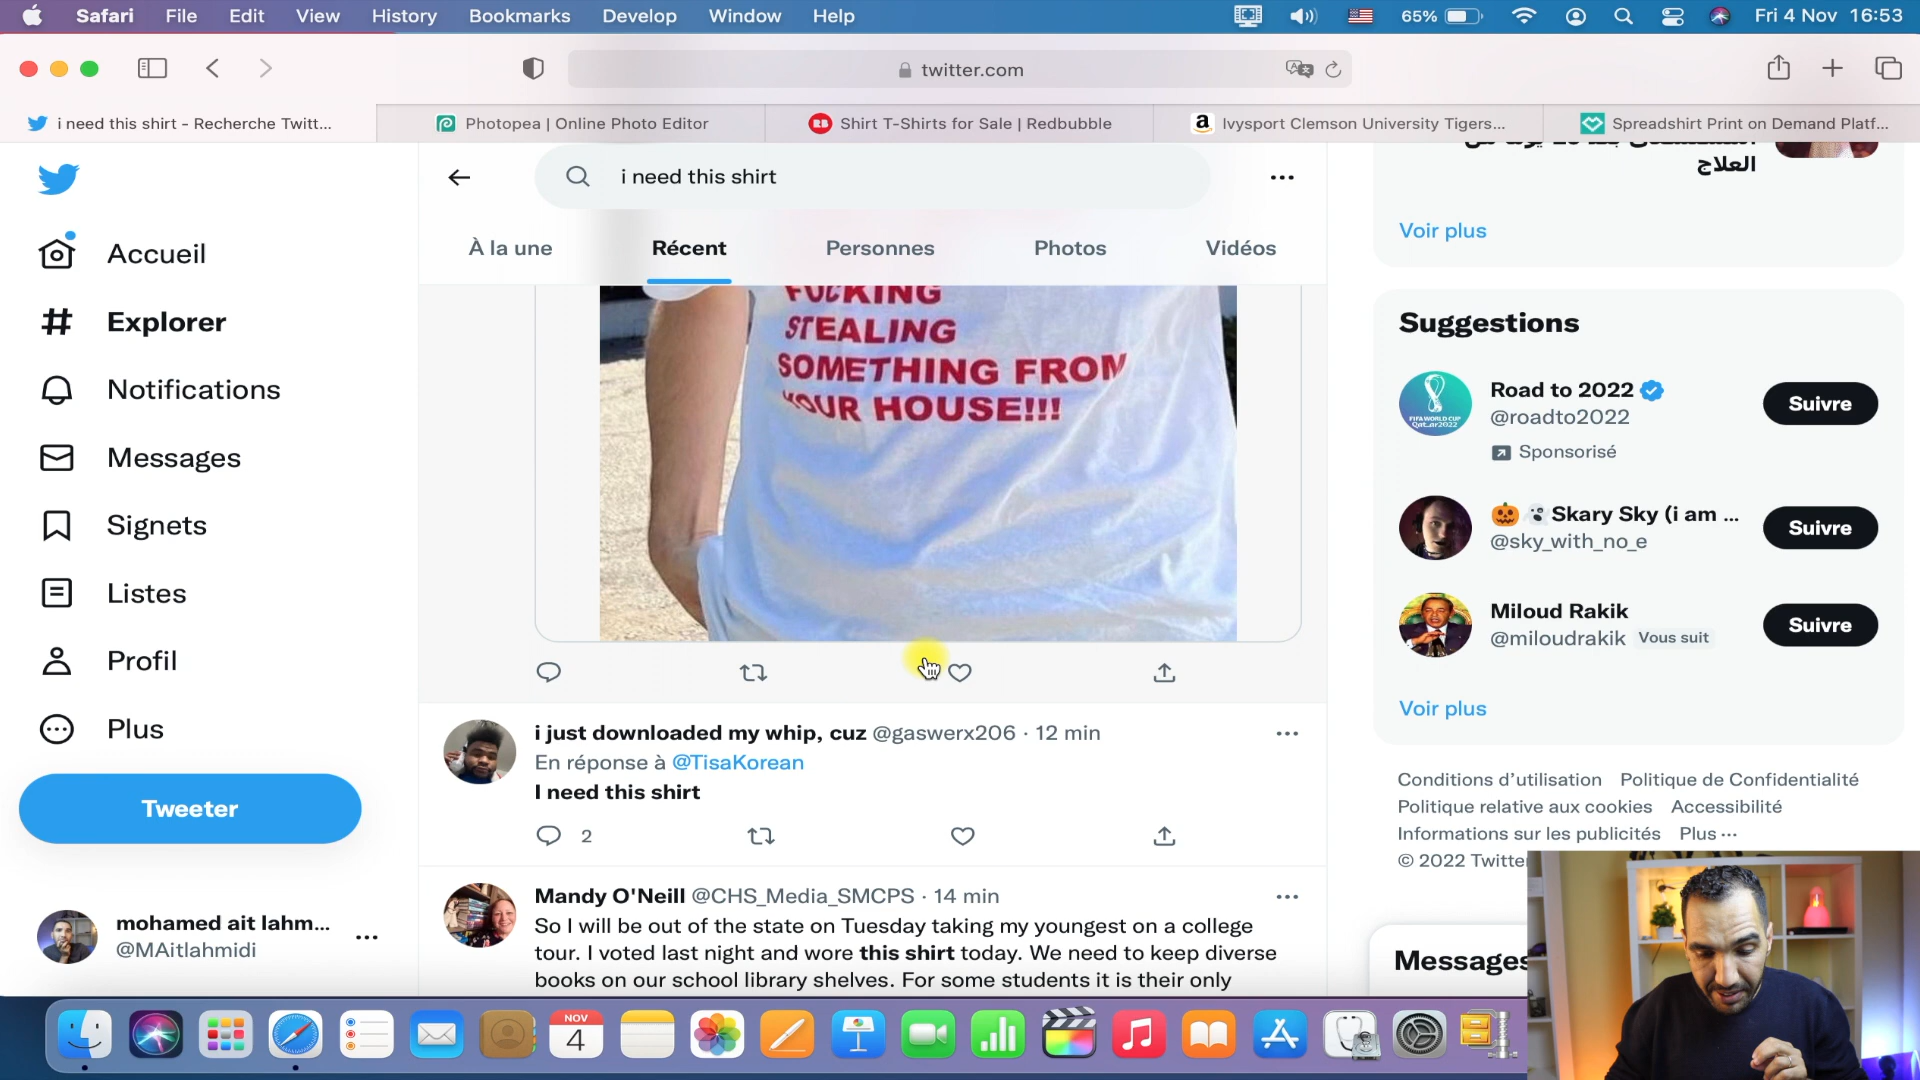 Safari File Edit View History Bookmarks Develop Window Help 65% Fri 4 Nov 16:53
twitter.com
i need this shirt - Recherche Twitt... Photopea | Online Photo Editor Shirt T-Shirts for Sale | Redbubble Ivysport Clemson University Tigers... Spreadshirt Print on Demand Platf...
i need this shirt
À la une Récent Personnes Photos Vidéos
Accueil
Explorer
Notifications
Messages
Signets
Listes
Profil
Plus
Tweeter
mohamed ait lahm...
@MAitlahmidi
FUCKING
STEALING
SOMETHING FROM
YOUR HOUSE!!!
i just downloaded my whip, cuz @gaswerx206 · 12 min
En réponse à @TisaKorean
I need this shirt
2
Mandy O'Neill @CHS_Media_SMCPS · 14 min
So I will be out of the state on Tuesday taking my youngest on a college
tour. I voted last night and wore this shirt today. We need to keep diverse
books on our school library shelves. For some students it is their only
العلاج
Voir plus
Suggestions
Road to 2022
@roadto2022
Sponsorisé
Suivre
Skary Sky (i am ...
@sky_with_no_e
Suivre
Miloud Rakik
@miloudrakik Vous suit
Suivre
Voir plus
Conditions d’utilisation Politique de Confidentialité
Politique relative aux cookies Accessibilité
Informations sur les publicités Plus ...
© 2022 Twitter
Messages
NOV
4